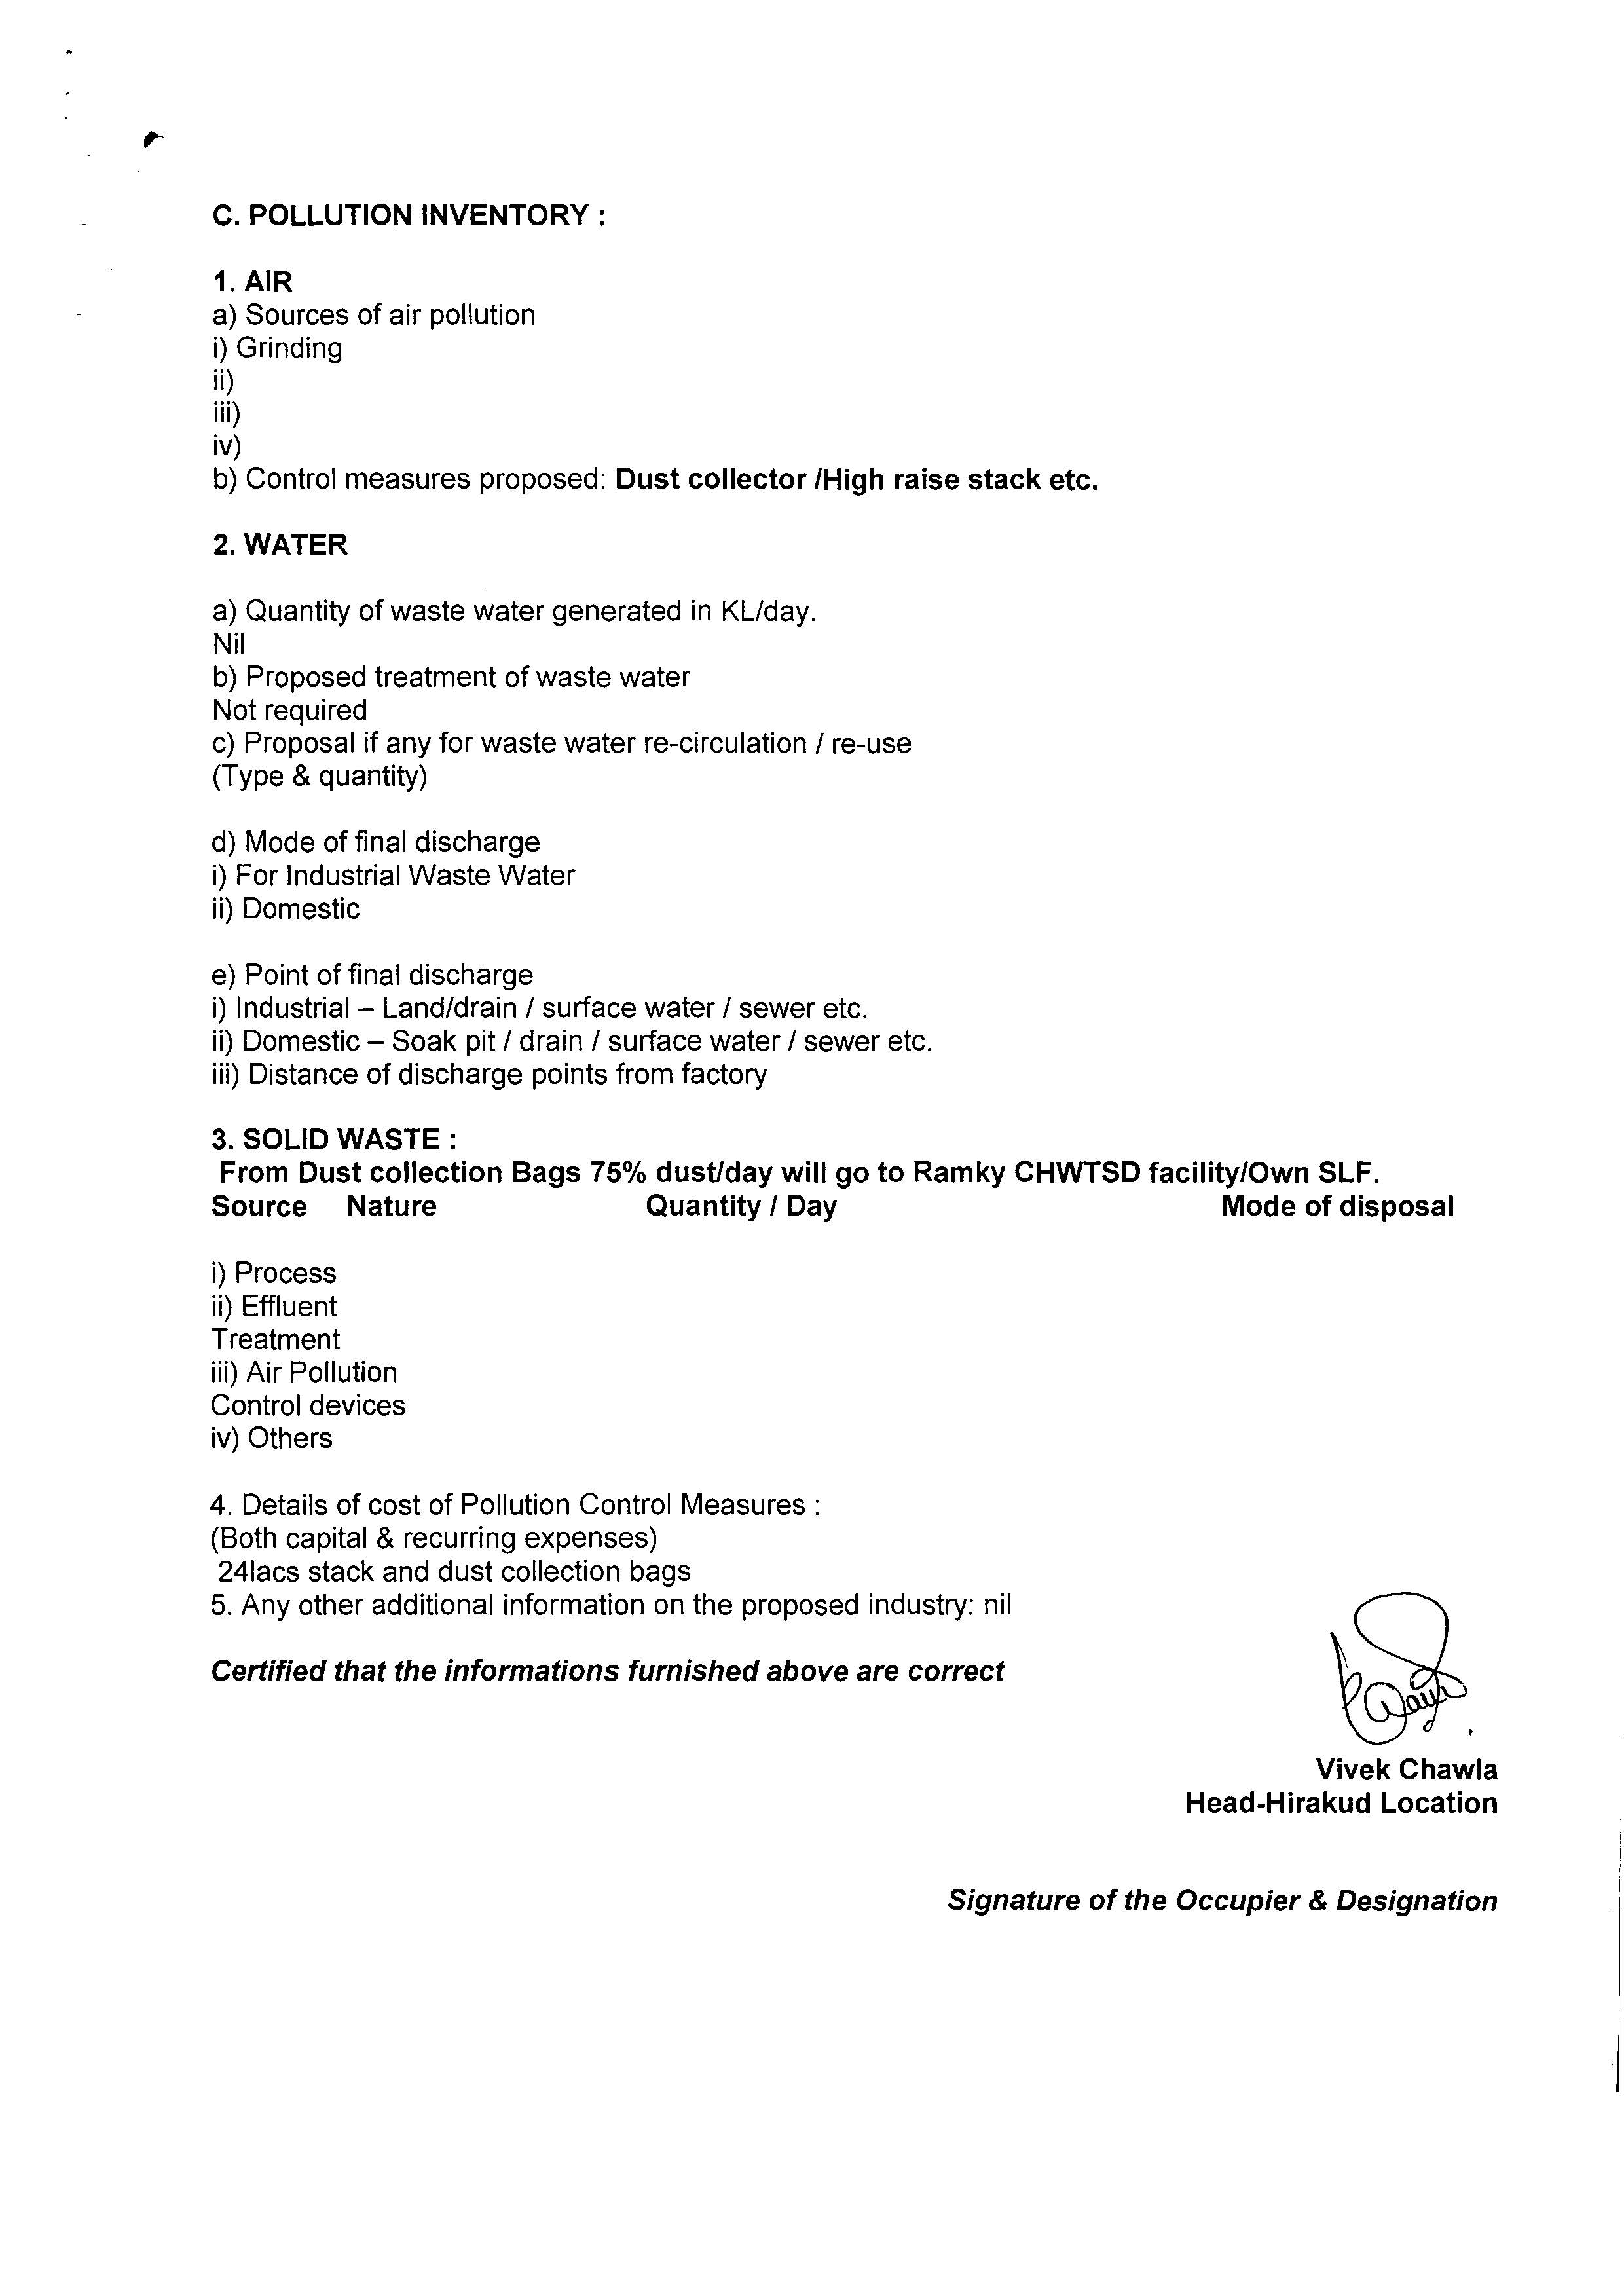 C. POLLUTION INVENTORY :
1. AIR
a) Sources of air pollution
i) Grinding
ii)
iii)
iv)
b) Control measures proposed: Dust collector /High raise stack etc.
2. WATER
a) Quantity of waste water generated in KL/day.
Nil
b) Proposed treatment of waste water
Not required
c) Proposal if any for waste water re-circulation / re-use
(Type & quantity)
d) Mode of final discharge
i) For Industrial Waste Water
ii) Domestic
e) Point of final discharge
i) Industrial – Land/drain / surface water / sewer etc.
ii) Domestic – Soak pit / drain / surface water / sewer etc.
iii) Distance of discharge points from factory
3. SOLID WASTE :
From Dust collection Bags 75% dust/day will go to Ramky CHWTSD facility/Own SLF.
Source Nature Quantity / Day Mode of disposal
i) Process
ii) Effluent
Treatment
iii) Air Pollution
Control devices
iv) Others
4. Details of cost of Pollution Control Measures :
(Both capital & recurring expenses)
24lacs stack and dust collection bags
5. Any other additional information on the proposed industry: nil
Certified that the informations furnished above are correct
Vivek Chawla
Head-Hirakud Location
Signature of the Occupier & Designation